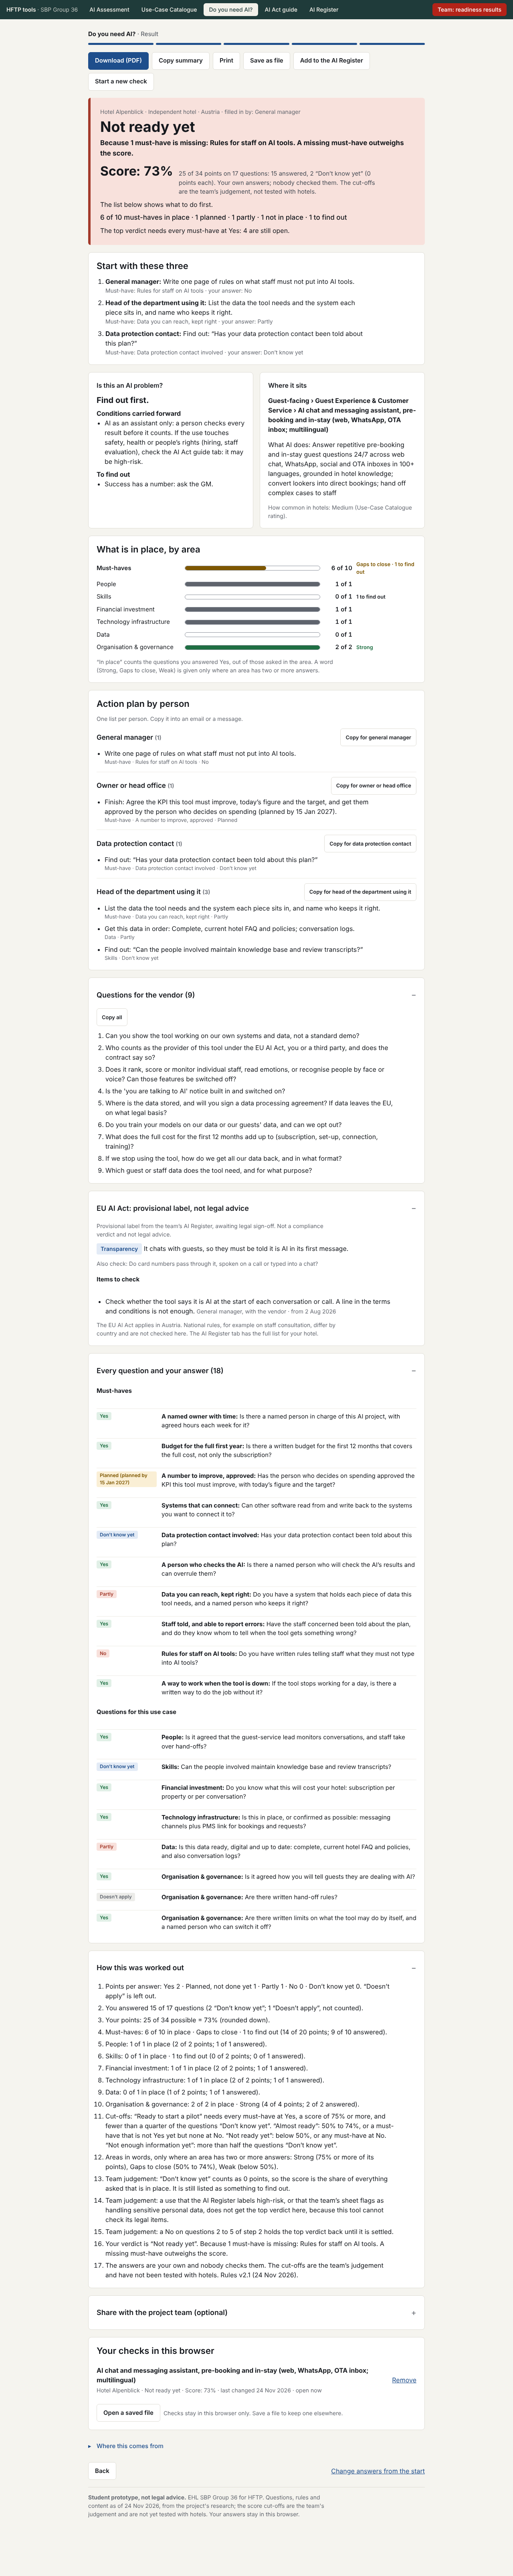 HFTP tools · SBP Group 36
AI Assessment
Use-Case Catalogue
Do you need AI?
AI Act guide
AI Register
Team: readiness results
Do you need AI? · Result
Download (PDF)
Copy summary
Print
Save as file
Add to the AI Register
Start a new check
Hotel Alpenblick · Independent hotel · Austria · filled in by: General manager
Not ready yet
Because 1 must-have is missing: Rules for staff on AI tools. A missing must-have outweighs
the score.
Score: 73%
25 of 34 points on 17 questions: 15 answered, 2 “Don't know yet” (0
points each). Your own answers; nobody checked them. The cut-offs
are the team's judgement, not tested with hotels.
The list below shows what to do first.
6 of 10 must-haves in place · 1 planned · 1 partly · 1 not in place · 1 to find out
The top verdict needs every must-have at Yes: 4 are still open.
Start with these three
1. General manager: Write one page of rules on what staff must not put into AI tools.
Must-have: Rules for staff on AI tools · your answer: No
2. Head of the department using it: List the data the tool needs and the system each
piece sits in, and name who keeps it right.
Must-have: Data you can reach, kept right · your answer: Partly
3. Data protection contact: Find out: “Has your data protection contact been told about
this plan?”
Must-have: Data protection contact involved · your answer: Don't know yet
Is this an AI problem?
Find out first.
Conditions carried forward
• AI as an assistant only: a person checks every
result before it counts. If the use touches
safety, health or people's rights (hiring, staff
evaluation), check the AI Act guide tab: it may
be high-risk.
To find out
• Success has a number: ask the GM.
Where it sits
Guest-facing › Guest Experience & Customer
Service › AI chat and messaging assistant, pre-
booking and in-stay (web, WhatsApp, OTA
inbox; multilingual)
What AI does: Answer repetitive pre-booking
and in-stay guest questions 24/7 across web
chat, WhatsApp, social and OTA inboxes in 100+
languages, grounded in hotel knowledge;
convert lookers into direct bookings; hand off
complex cases to staff
How common in hotels: Medium (Use-Case Catalogue
rating).
What is in place, by area
Must-haves 6 of 10 Gaps to close · 1 to find
out
People 1 of 1
Skills 0 of 1 1 to find out
Financial investment 1 of 1
Technology infrastructure 1 of 1
Data 0 of 1
Organisation & governance 2 of 2 Strong
“In place” counts the questions you answered Yes, out of those asked in the area. A word
(Strong, Gaps to close, Weak) is given only where an area has two or more answers.
Action plan by person
One list per person. Copy it into an email or a message.
General manager (1)
Copy for general manager
• Write one page of rules on what staff must not put into AI tools.
Must-have · Rules for staff on AI tools · No
Owner or head office (1)
Copy for owner or head office
• Finish: Agree the KPI this tool must improve, today's figure and the target, and get them
approved by the person who decides on spending (planned by 15 Jan 2027).
Must-have · A number to improve, approved · Planned
Data protection contact (1)
Copy for data protection contact
• Find out: “Has your data protection contact been told about this plan?”
Must-have · Data protection contact involved · Don't know yet
Head of the department using it (3)
Copy for head of the department using it
• List the data the tool needs and the system each piece sits in, and name who keeps it right.
Must-have · Data you can reach, kept right · Partly
• Get this data in order: Complete, current hotel FAQ and policies; conversation logs.
Data · Partly
• Find out: “Can the people involved maintain knowledge base and review transcripts?”
Skills · Don't know yet
Questions for the vendor (9)
Copy all
1. Can you show the tool working on our own systems and data, not a standard demo?
2. Who counts as the provider of this tool under the EU AI Act, you or a third party, and does the
contract say so?
3. Does it rank, score or monitor individual staff, read emotions, or recognise people by face or
voice? Can those features be switched off?
4. Is the 'you are talking to AI' notice built in and switched on?
5. Where is the data stored, and will you sign a data processing agreement? If data leaves the EU,
on what legal basis?
6. Do you train your models on our data or our guests' data, and can we opt out?
7. What does the full cost for the first 12 months add up to (subscription, set-up, connection,
training)?
8. If we stop using the tool, how do we get all our data back, and in what format?
9. Which guest or staff data does the tool need, and for what purpose?
EU AI Act: provisional label, not legal advice
Provisional label from the team's AI Register, awaiting legal sign-off. Not a compliance
verdict and not legal advice.
Transparency It chats with guests, so they must be told it is AI in its first message.
Also check: Do card numbers pass through it, spoken on a call or typed into a chat?
Items to check
• Check whether the tool says it is AI at the start of each conversation or call. A line in the terms
and conditions is not enough. General manager, with the vendor · from 2 Aug 2026
The EU AI Act applies in Austria. National rules, for example on staff consultation, differ by
country and are not checked here. The AI Register tab has the full list for your hotel.
Every question and your answer (18)
Must-haves
Yes A named owner with time: Is there a named person in charge of this AI project, with
agreed hours each week for it?
Yes Budget for the full first year: Is there a written budget for the first 12 months that covers
the full cost, not only the subscription?
Planned (planned by
15 Jan 2027)
A number to improve, approved: Has the person who decides on spending approved the
KPI this tool must improve, with today's figure and the target?
Yes Systems that can connect: Can other software read from and write back to the systems
you want to connect it to?
Don't know yet Data protection contact involved: Has your data protection contact been told about this
plan?
Yes A person who checks the AI: Is there a named person who will check the AI's results and
can overrule them?
Partly Data you can reach, kept right: Do you have a system that holds each piece of data this
tool needs, and a named person who keeps it right?
Yes Staff told, and able to report errors: Have the staff concerned been told about the plan,
and do they know whom to tell when the tool gets something wrong?
No Rules for staff on AI tools: Do you have written rules telling staff what they must not type
into AI tools?
Yes A way to work when the tool is down: If the tool stops working for a day, is there a
written way to do the job without it?
Questions for this use case
Yes People: Is it agreed that the guest-service lead monitors conversations, and staff take
over hand-offs?
Don't know yet Skills: Can the people involved maintain knowledge base and review transcripts?
Yes Financial investment: Do you know what this will cost your hotel: subscription per
property or per conversation?
Yes Technology infrastructure: Is this in place, or confirmed as possible: messaging
channels plus PMS link for bookings and requests?
Partly Data: Is this data ready, digital and up to date: complete, current hotel FAQ and policies,
and also conversation logs?
Yes Organisation & governance: Is it agreed how you will tell guests they are dealing with AI?
Doesn't apply Organisation & governance: Are there written hand-off rules?
Yes Organisation & governance: Are there written limits on what the tool may do by itself, and
a named person who can switch it off?
How this was worked out
1. Points per answer: Yes 2 · Planned, not done yet 1 · Partly 1 · No 0 · Don't know yet 0. “Doesn't
apply” is left out.
2. You answered 15 of 17 questions (2 “Don't know yet”; 1 “Doesn't apply”, not counted).
3. Your points: 25 of 34 possible = 73% (rounded down).
4. Must-haves: 6 of 10 in place · Gaps to close · 1 to find out (14 of 20 points; 9 of 10 answered).
5. People: 1 of 1 in place (2 of 2 points; 1 of 1 answered).
6. Skills: 0 of 1 in place · 1 to find out (0 of 2 points; 0 of 1 answered).
7. Financial investment: 1 of 1 in place (2 of 2 points; 1 of 1 answered).
8. Technology infrastructure: 1 of 1 in place (2 of 2 points; 1 of 1 answered).
9. Data: 0 of 1 in place (1 of 2 points; 1 of 1 answered).
10. Organisation & governance: 2 of 2 in place · Strong (4 of 4 points; 2 of 2 answered).
11. Cut-offs: “Ready to start a pilot” needs every must-have at Yes, a score of 75% or more, and
fewer than a quarter of the questions “Don't know yet”. “Almost ready”: 50% to 74%, or a must-
have that is not Yes yet but none at No. “Not ready yet”: below 50%, or any must-have at No.
“Not enough information yet”: more than half the questions “Don't know yet”.
12. Areas in words, only where an area has two or more answers: Strong (75% or more of its
points), Gaps to close (50% to 74%), Weak (below 50%).
13. Team judgement: “Don't know yet” counts as 0 points, so the score is the share of everything
asked that is in place. It is still listed as something to find out.
14. Team judgement: a use that the AI Register labels high-risk, or that the team's sheet flags as
handling sensitive personal data, does not get the top verdict here, because this tool cannot
check its legal items.
15. Team judgement: a No on questions 2 to 5 of step 2 holds the top verdict back until it is settled.
16. Your verdict is “Not ready yet”. Because 1 must-have is missing: Rules for staff on AI tools. A
missing must-have outweighs the score.
17. The answers are your own and nobody checks them. The cut-offs are the team's judgement
and have not been tested with hotels. Rules v2.1 (24 Nov 2026).
Share with the project team (optional)
Your checks in this browser
AI chat and messaging assistant, pre-booking and in-stay (web, WhatsApp, OTA inbox;
multilingual)
Remove
Hotel Alpenblick · Not ready yet · Score: 73% · last changed 24 Nov 2026 · open now
Open a saved file
Checks stay in this browser only. Save a file to keep one elsewhere.
Where this comes from
Back
Change answers from the start
Student prototype, not legal advice. EHL SBP Group 36 for HFTP. Questions, rules and
content as of 24 Nov 2026, from the project's research; the score cut-offs are the team's
judgement and are not yet tested with hotels. Your answers stay in this browser.